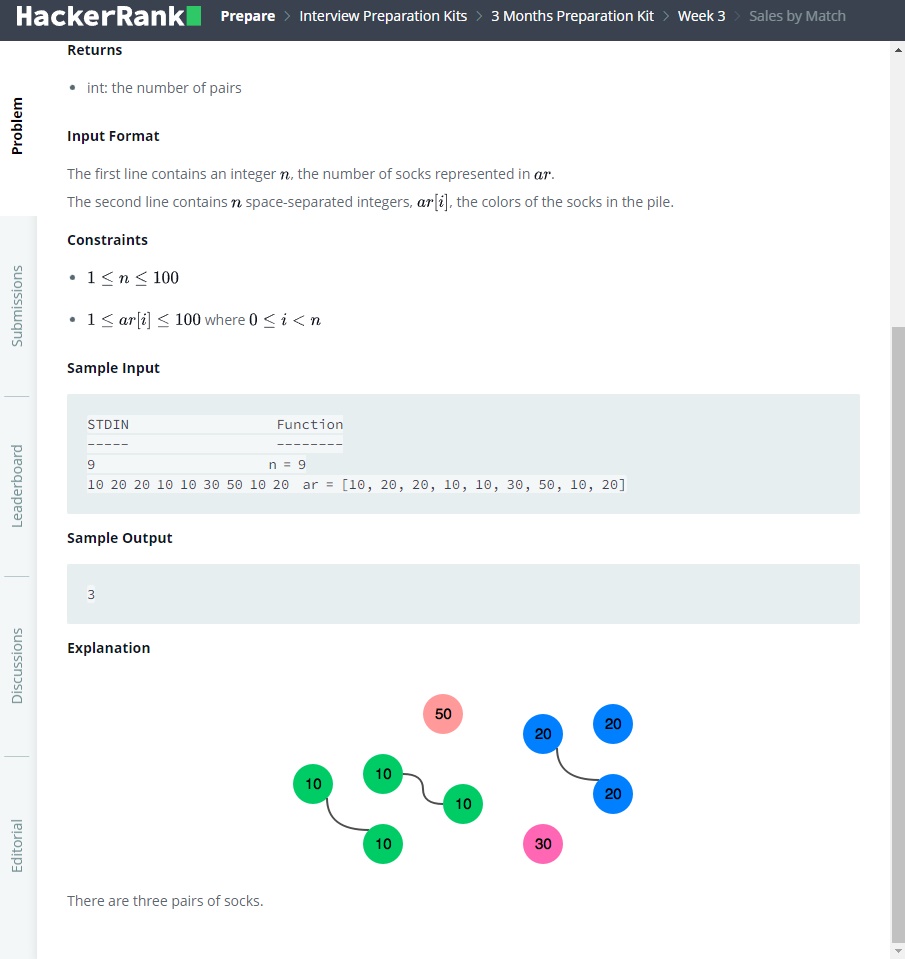 HackerRank Prepare > Interview Preparation Kits > 3 Months Preparation Kit > Week 3 > Sales by Match
Problem
Submissions
Leaderboard
Discussions
Editorial
Returns
• int: the number of pairs
Input Format
The first line contains an integer n, the number of socks represented in ar.
The second line contains n space-separated integers, ar[i], the colors of the socks in the pile.
Constraints
• 1 ≤ n ≤ 100
• 1 ≤ ar[i] ≤ 100 where 0 ≤ i < n
Sample Input
STDIN Function
----- --------
9 n = 9
10 20 20 10 10 30 50 10 20 ar = [10, 20, 20, 10, 10, 30, 50, 10, 20]
Sample Output
3
Explanation
50
20
20
10
10
20
10
10
30
There are three pairs of socks.